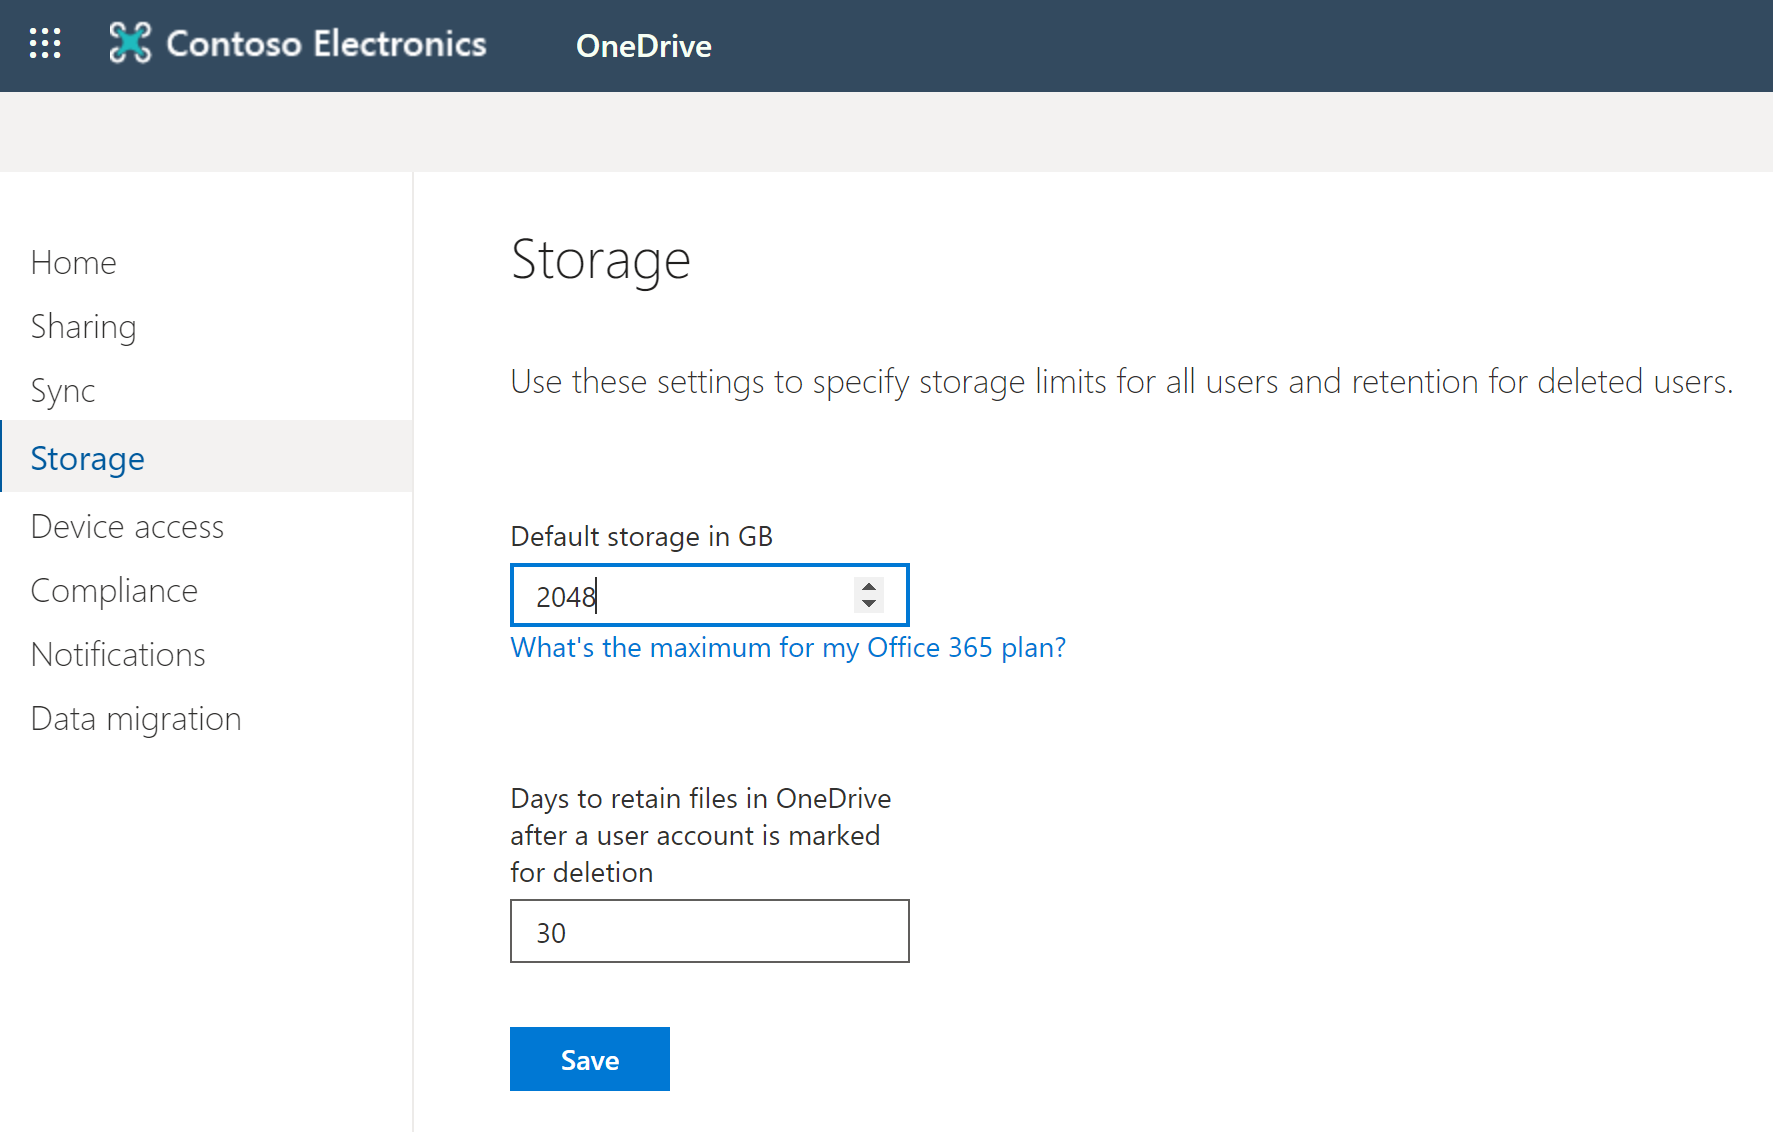 Contoso Electronics
OneDrive
Home
Sharing
Sync
Storage
Device access
Compliance
Notifications
Data migration
Storage
Use these settings to specify storage limits for all users and retention for deleted users.
Default storage in GB
2048
What's the maximum for my Office 365 plan?
Days to retain files in OneDrive
after a user account is marked
for deletion
30
Save